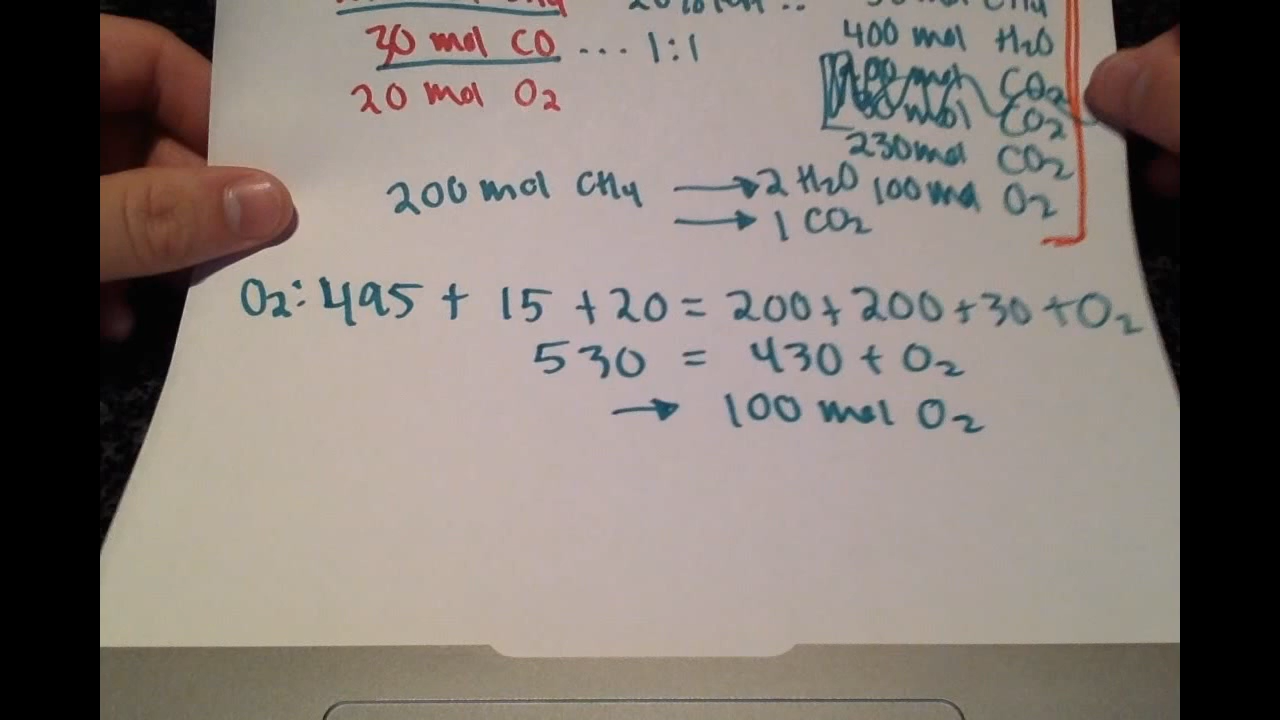 30 mol CO ... 1:1
20 mol O2
400 mol H2O
CO2
mol CO2
230 mol CO2
100 mol O2
200 mol CH4 → 2 H2O
→ 1 CO2
O2: 495 + 15 + 20 = 200 + 200 + 30 + O2
530 = 430 + O2
→ 100 mol O2